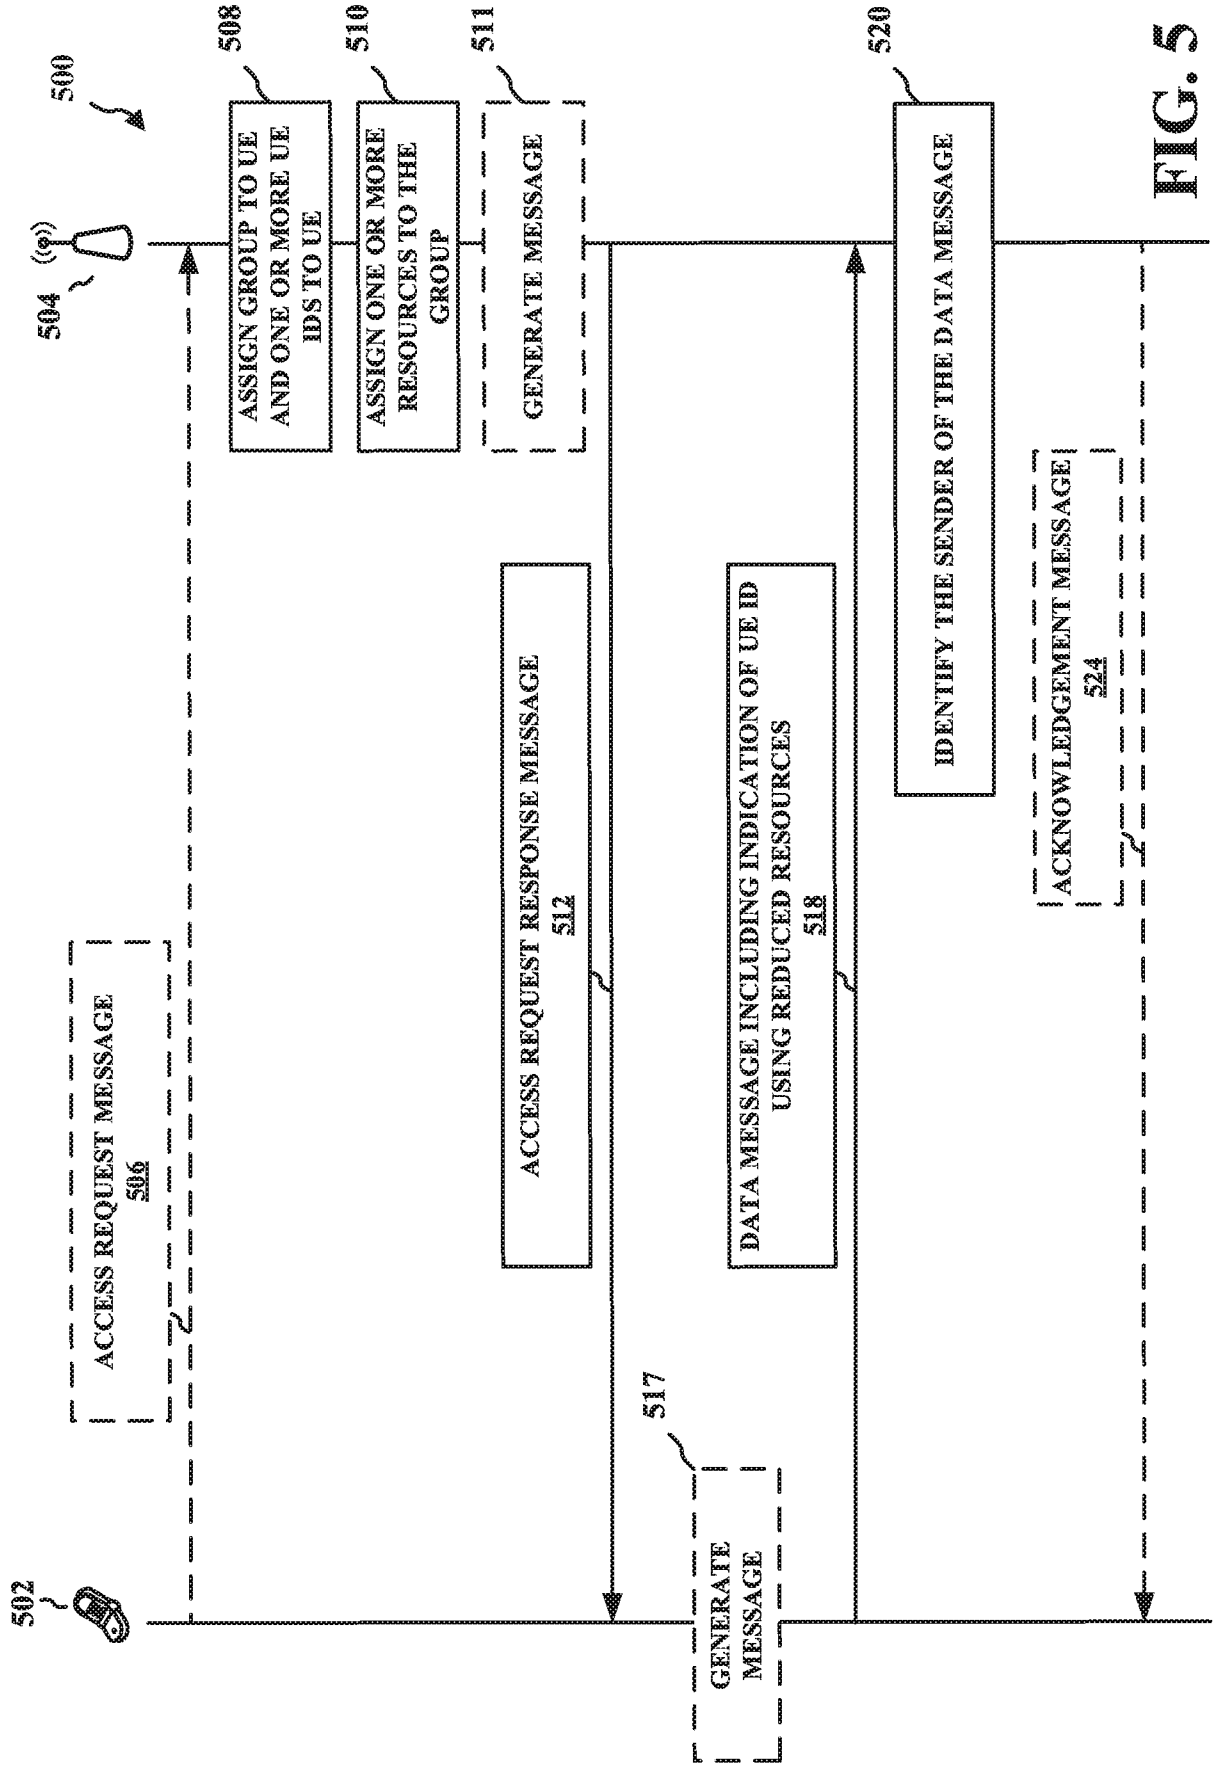 500
502
504
ACCESS REQUEST MESSAGE
506
508
ASSIGN GROUP TO UE
AND ONE OR MORE UE
IDS TO UE
510
ASSIGN ONE OR MORE
RESOURCES TO THE
GROUP
511
GENERATE MESSAGE
ACCESS REQUEST RESPONSE MESSAGE
512
517
GENERATE
MESSAGE
DATA MESSAGE INCLUDING INDICATION OF UE ID
USING REDUCED RESOURCES
518
520
IDENTIFY THE SENDER OF THE DATA MESSAGE
ACKNOWLEDGEMENT MESSAGE
524
FIG. 5